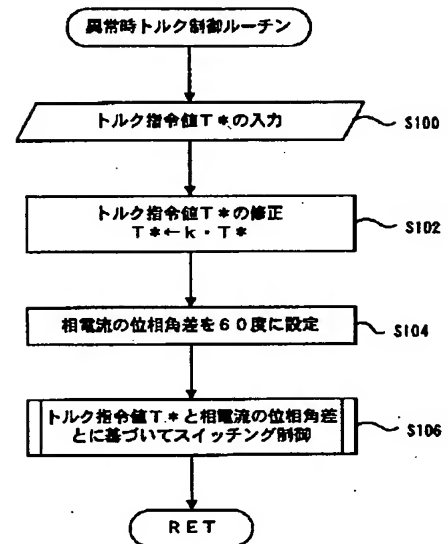 異常時トルク制御ルーチン
トルク指令値T*の入力
S100
トルク指令値T*の修正
T*←k・T*
S102
相電流の位相角差を60度に設定
S104
トルク指令値T*と相電流の位相角差
とに基づいてスイッチング制御
S106
RET